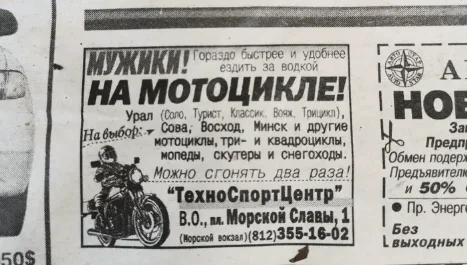 МУЖИКИ! Гораздо быстрее и удобнее
ездить за водкой
НА МОТОЦИКЛЕ!
Урал (Соло, Турист, Классик, Вояж, Трицикл),
На выбор: Сова, Восход, Минск и другие
мотоциклы, три- и квадроциклы,
мопеды, скутеры и снегоходы.
Можно сгонять два раза!
"ТехноСпортЦентр"
В.О., пл. Морской Славы, 1
(Морской вокзал) (812) 355-16-02
50$
НОВ
За
Предпр
Обмен подерж
Предъявителю
и 50%
• Пр. Энерге
Без
выходных